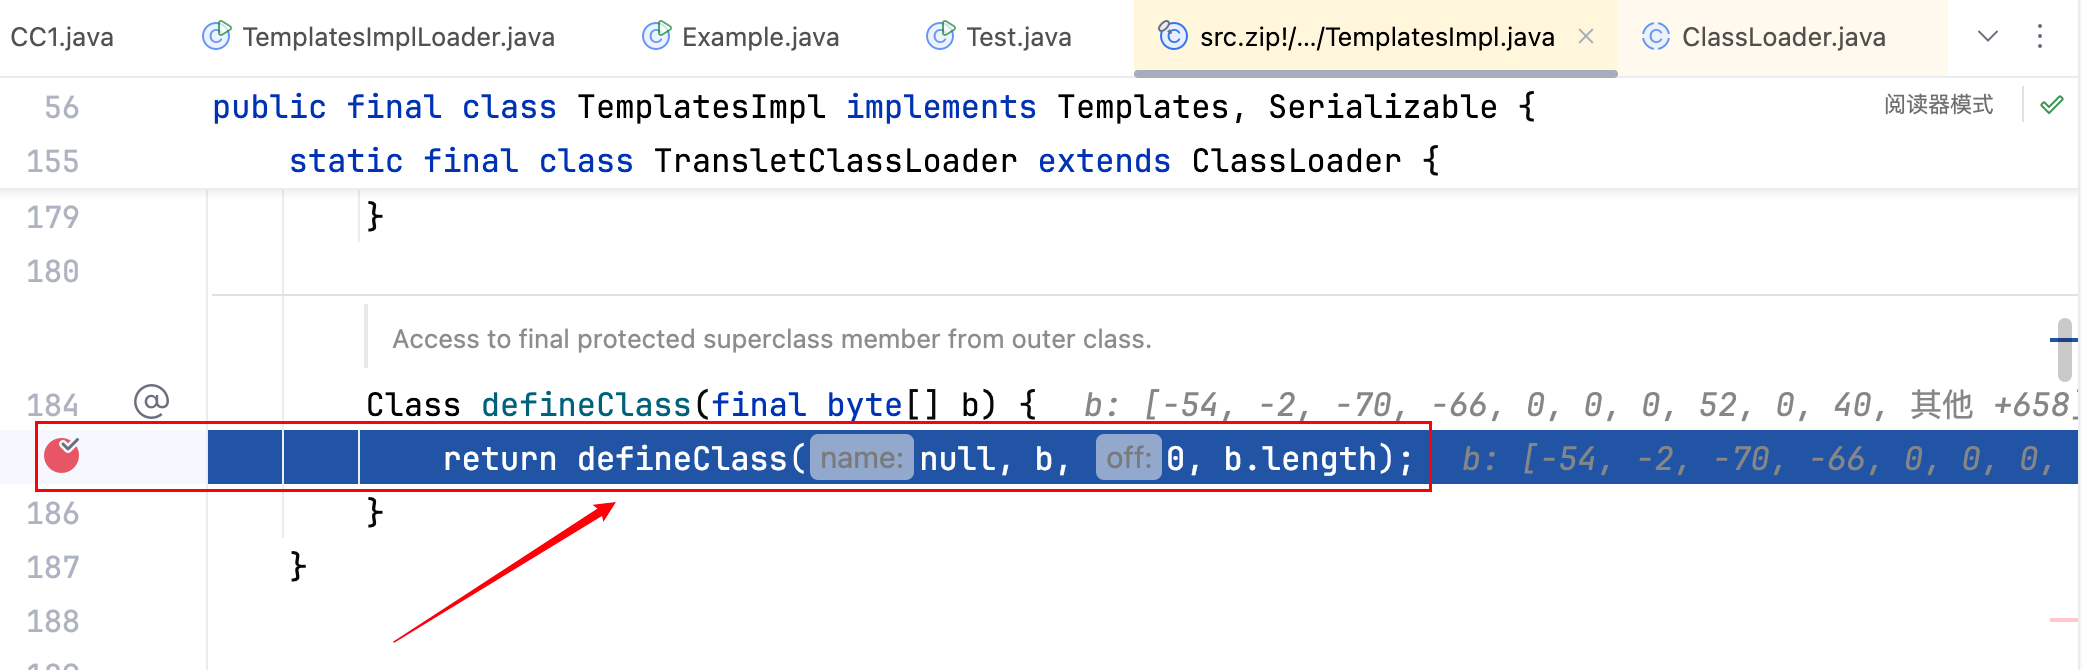 CC1.java TemplatesImplLoader.java Example.java Test.java src.zip!/.../TemplatesImpl.java ClassLoader.java
56 public final class TemplatesImpl implements Templates, Serializable { 阅读器模式
155 static final class TransletClassLoader extends ClassLoader {
179 }
180
Access to final protected superclass member from outer class.
184 @ Class defineClass(final byte[] b) { b: [-54, -2, -70, -66, 0, 0, 0, 52, 0, 40, 其他 +658]
return defineClass( name: null, b, off: 0, b.length); b: [-54, -2, -70, -66, 0, 0, 0,
186 }
187 }
188